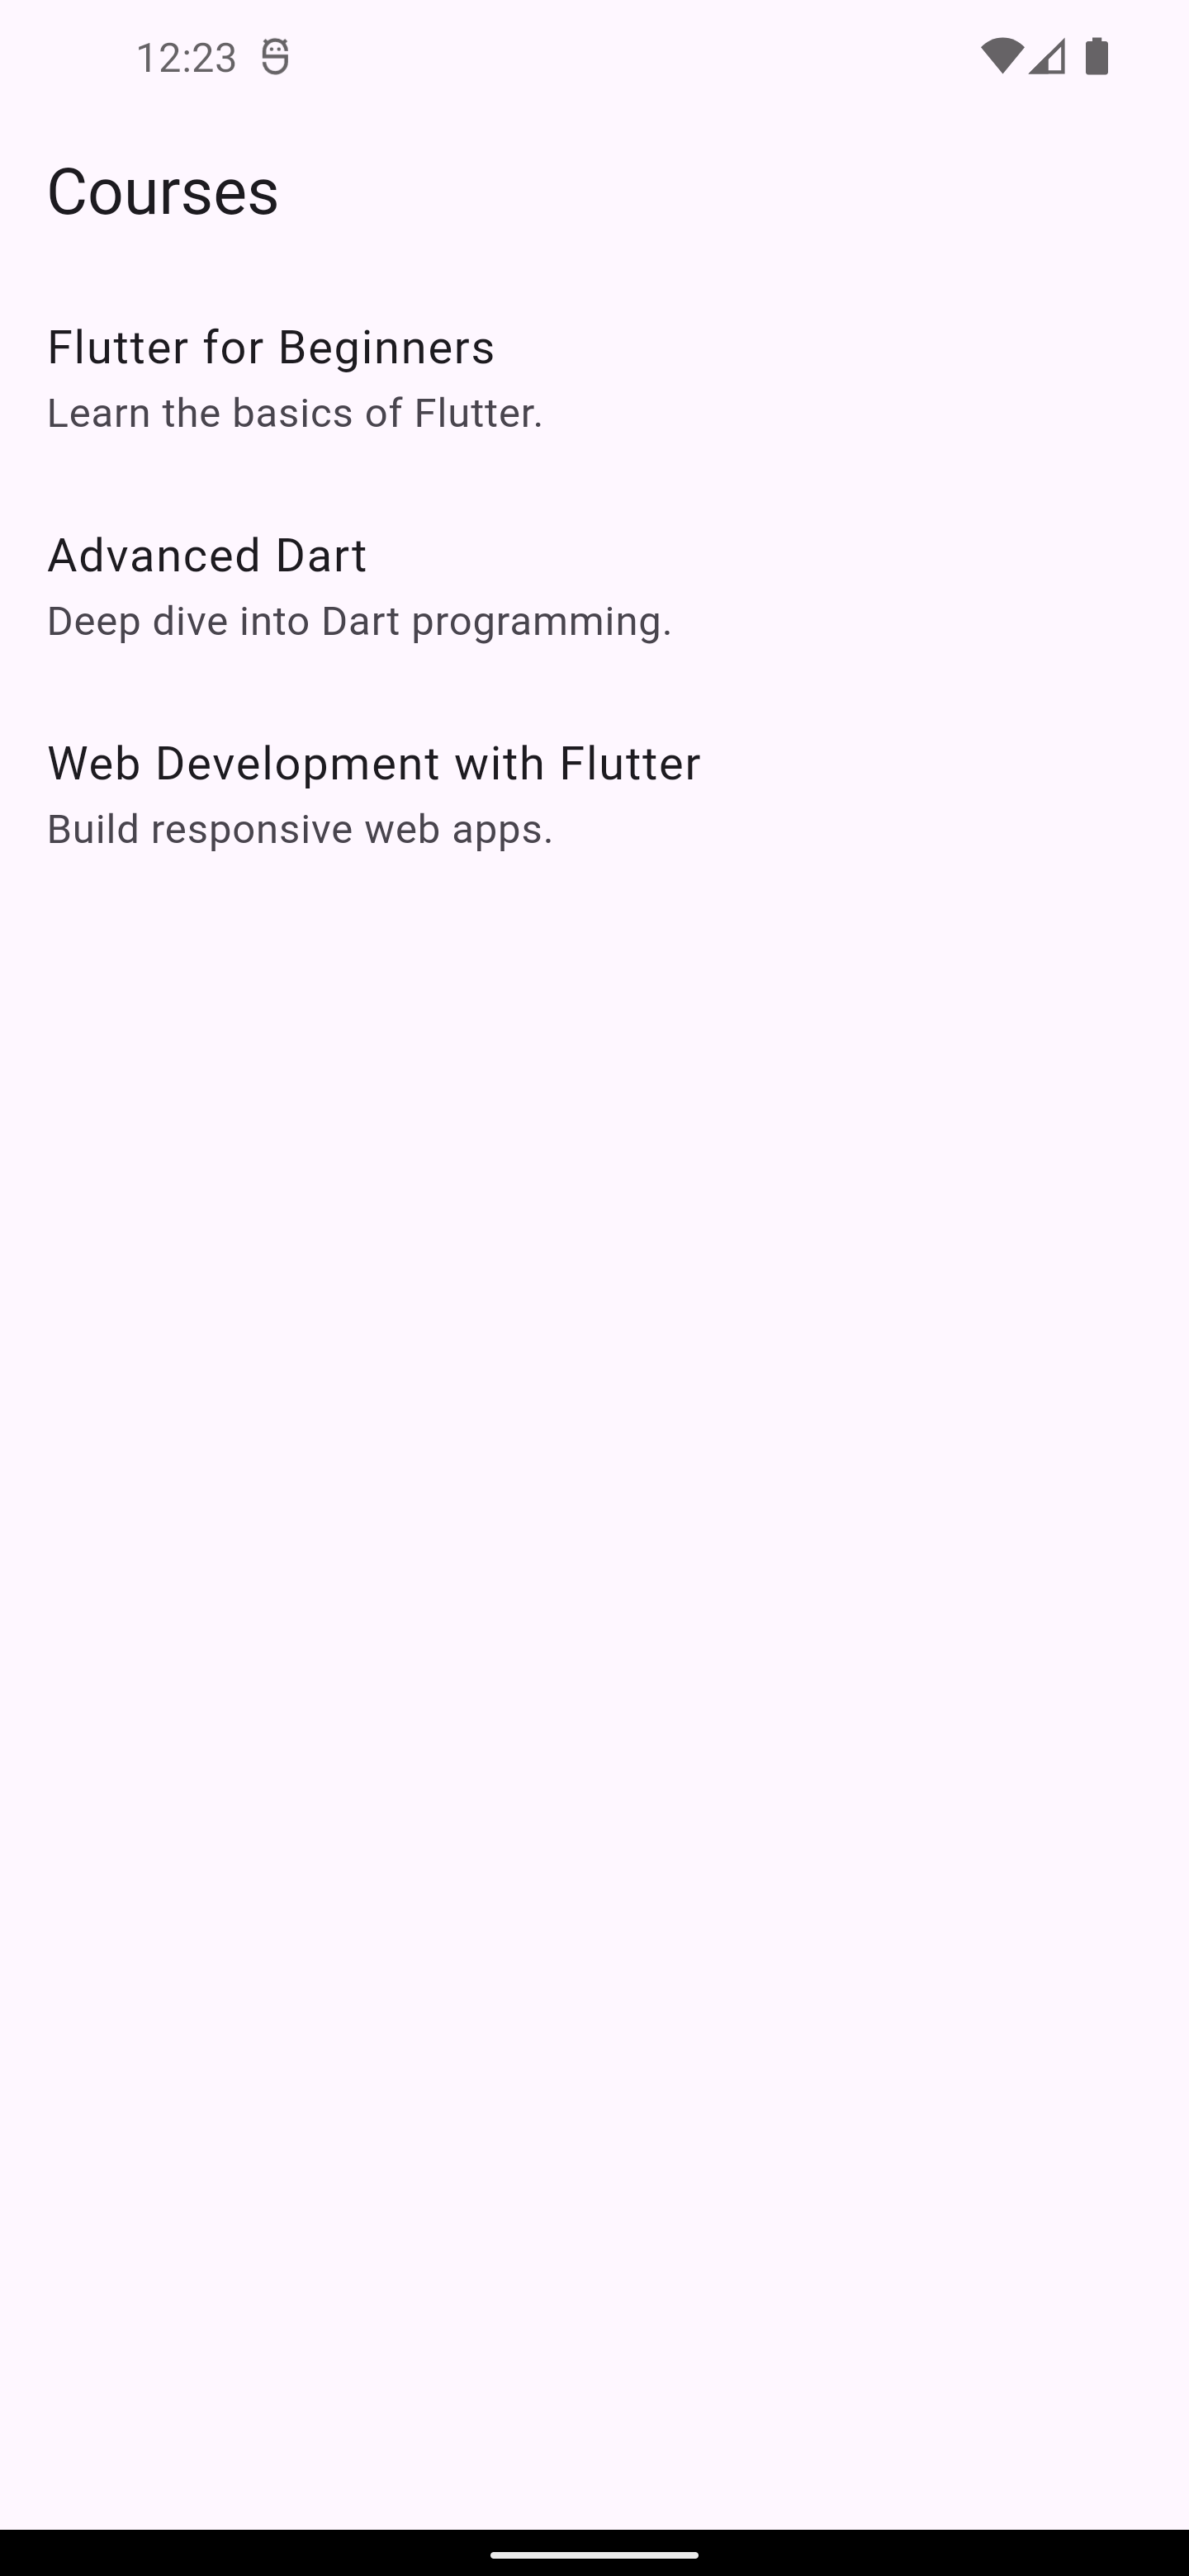 12:23
Courses
Flutter for Beginners
Learn the basics of Flutter.
Advanced Dart
Deep dive into Dart programming.
Web Development with Flutter
Build responsive web apps.